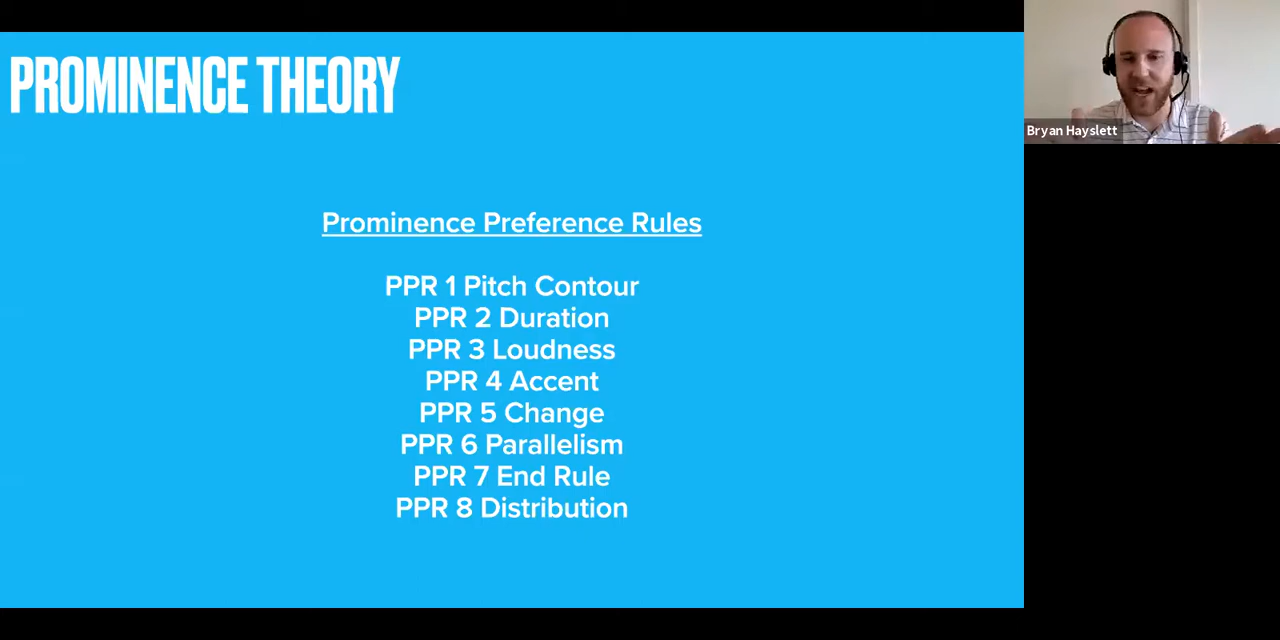 PROMINENCE THEORY
Bryan Hayslett
Prominence Preference Rules
PPR 1 Pitch Contour
PPR 2 Duration
PPR 3 Loudness
PPR 4 Accent
PPR 5 Change
PPR 6 Parallelism
PPR 7 End Rule
PPR 8 Distribution